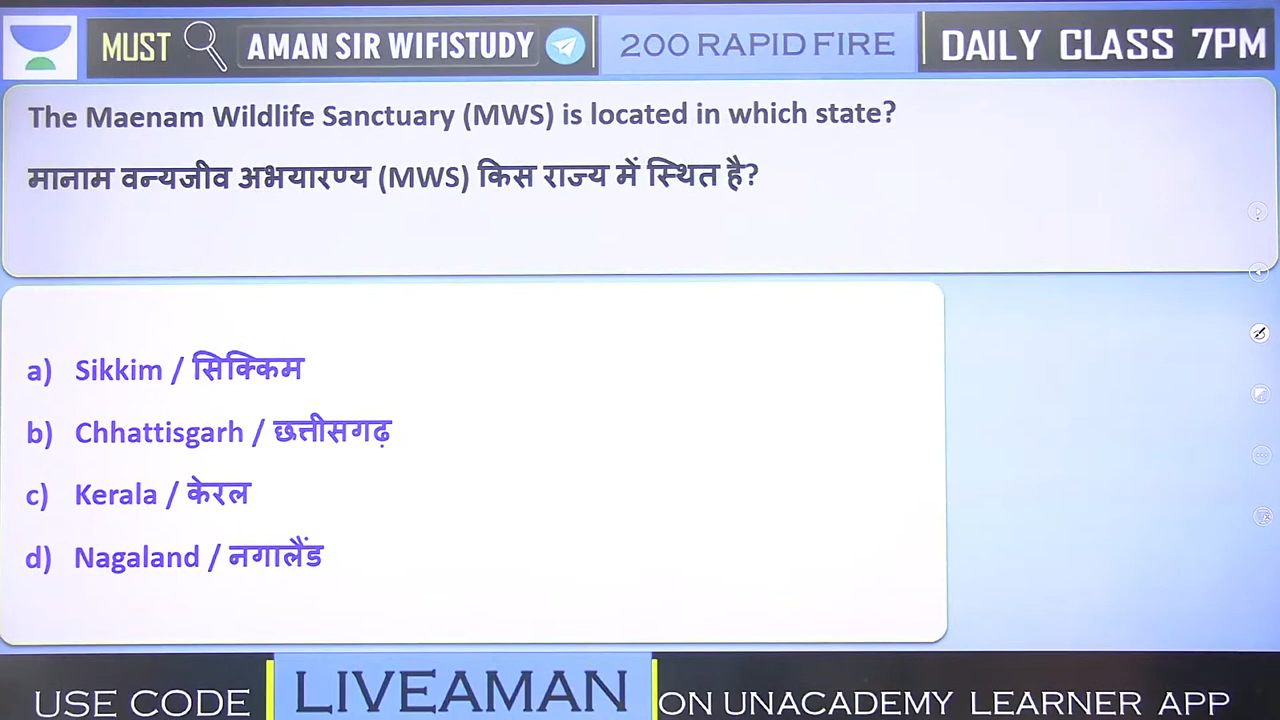 MUST AMAN SIR WIFISTUDY 200 RAPID FIRE DAILY CLASS 7PM
The Maenam Wildlife Sanctuary (MWS) is located in which state?
मानाम वन्यजीव अभयारण्य (MWS) किस राज्य में स्थित है?
a) Sikkim / सिक्किम
b) Chhattisgarh / छत्तीसगढ़
c) Kerala / केरल
d) Nagaland / नगालैंड
USE CODE LIVEAMAN ON UNACADEMY LEARNER APP